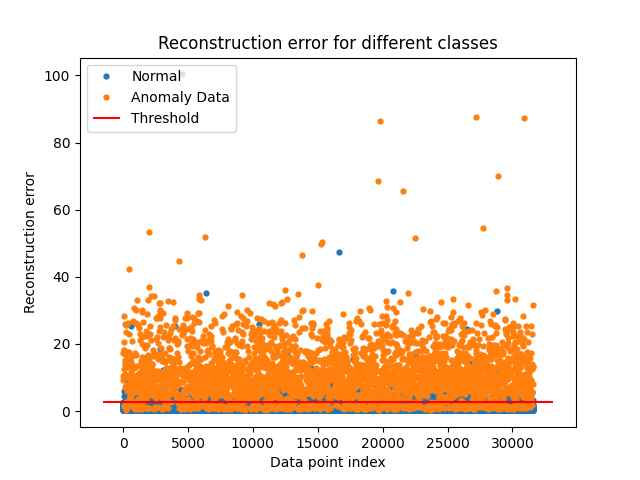 Reconstruction error for different classes
Normal
Anomaly Data
Threshold
Reconstruction error
100
80
60
40
20
0
0 5000 10000 15000 20000 25000 30000
Data point index